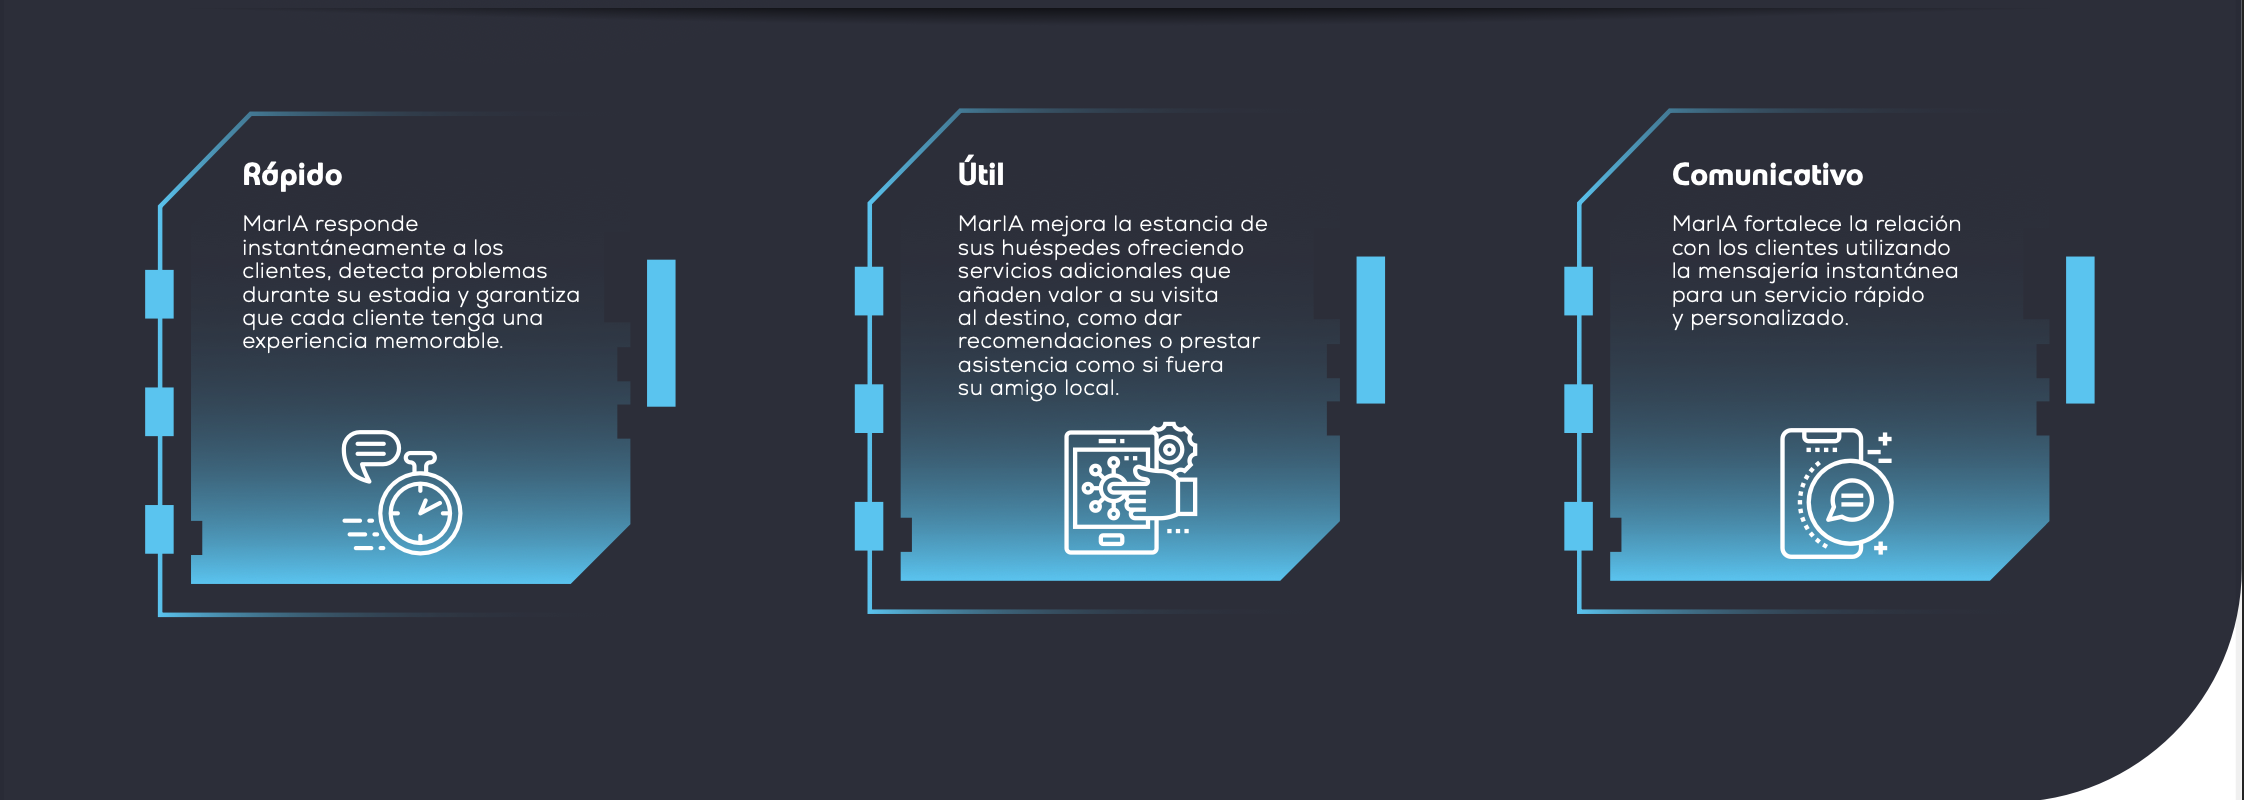 Rápido
MarIA responde
instantáneamente a los
clientes, detecta problemas
durante su estadia y garantiza
que cada cliente tenga una
experiencia memorable.
Útil
MarIA mejora la estancia de
sus huéspedes ofreciendo
servicios adicionales que
añaden valor a su visita
al destino, como dar
recomendaciones o prestar
asistencia como si fuera
su amigo local.
Comunicativo
MarIA fortalece la relación
con los clientes utilizando
la mensajería instantánea
para un servicio rápido
y personalizado.